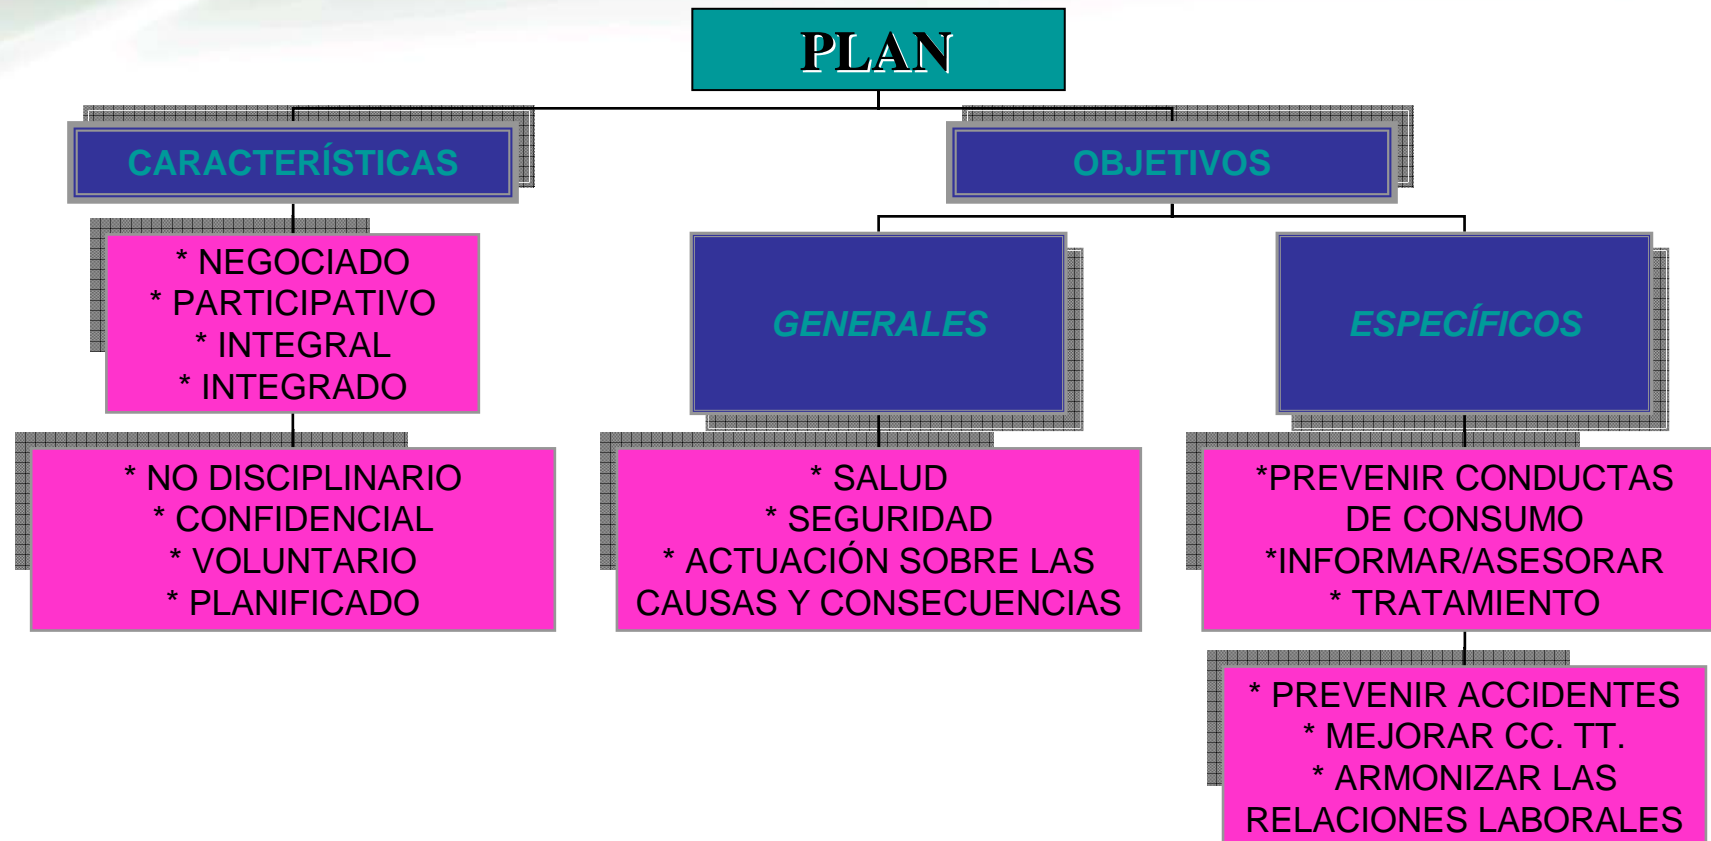 PLAN
CARACTERÍSTICAS
* NEGOCIADO
* PARTICIPATIVO
* INTEGRAL
* INTEGRADO
* NO DISCIPLINARIO
* CONFIDENCIAL
* VOLUNTARIO
* PLANIFICADO
OBJETIVOS
GENERALES
* SALUD
* SEGURIDAD
* ACTUACIÓN SOBRE LAS
CAUSAS Y CONSECUENCIAS
ESPECÍFICOS
*PREVENIR CONDUCTAS
DE CONSUMO
*INFORMAR/ASESORAR
* TRATAMIENTO
* PREVENIR ACCIDENTES
* MEJORAR CC. TT.
* ARMONIZAR LAS
RELACIONES LABORALES